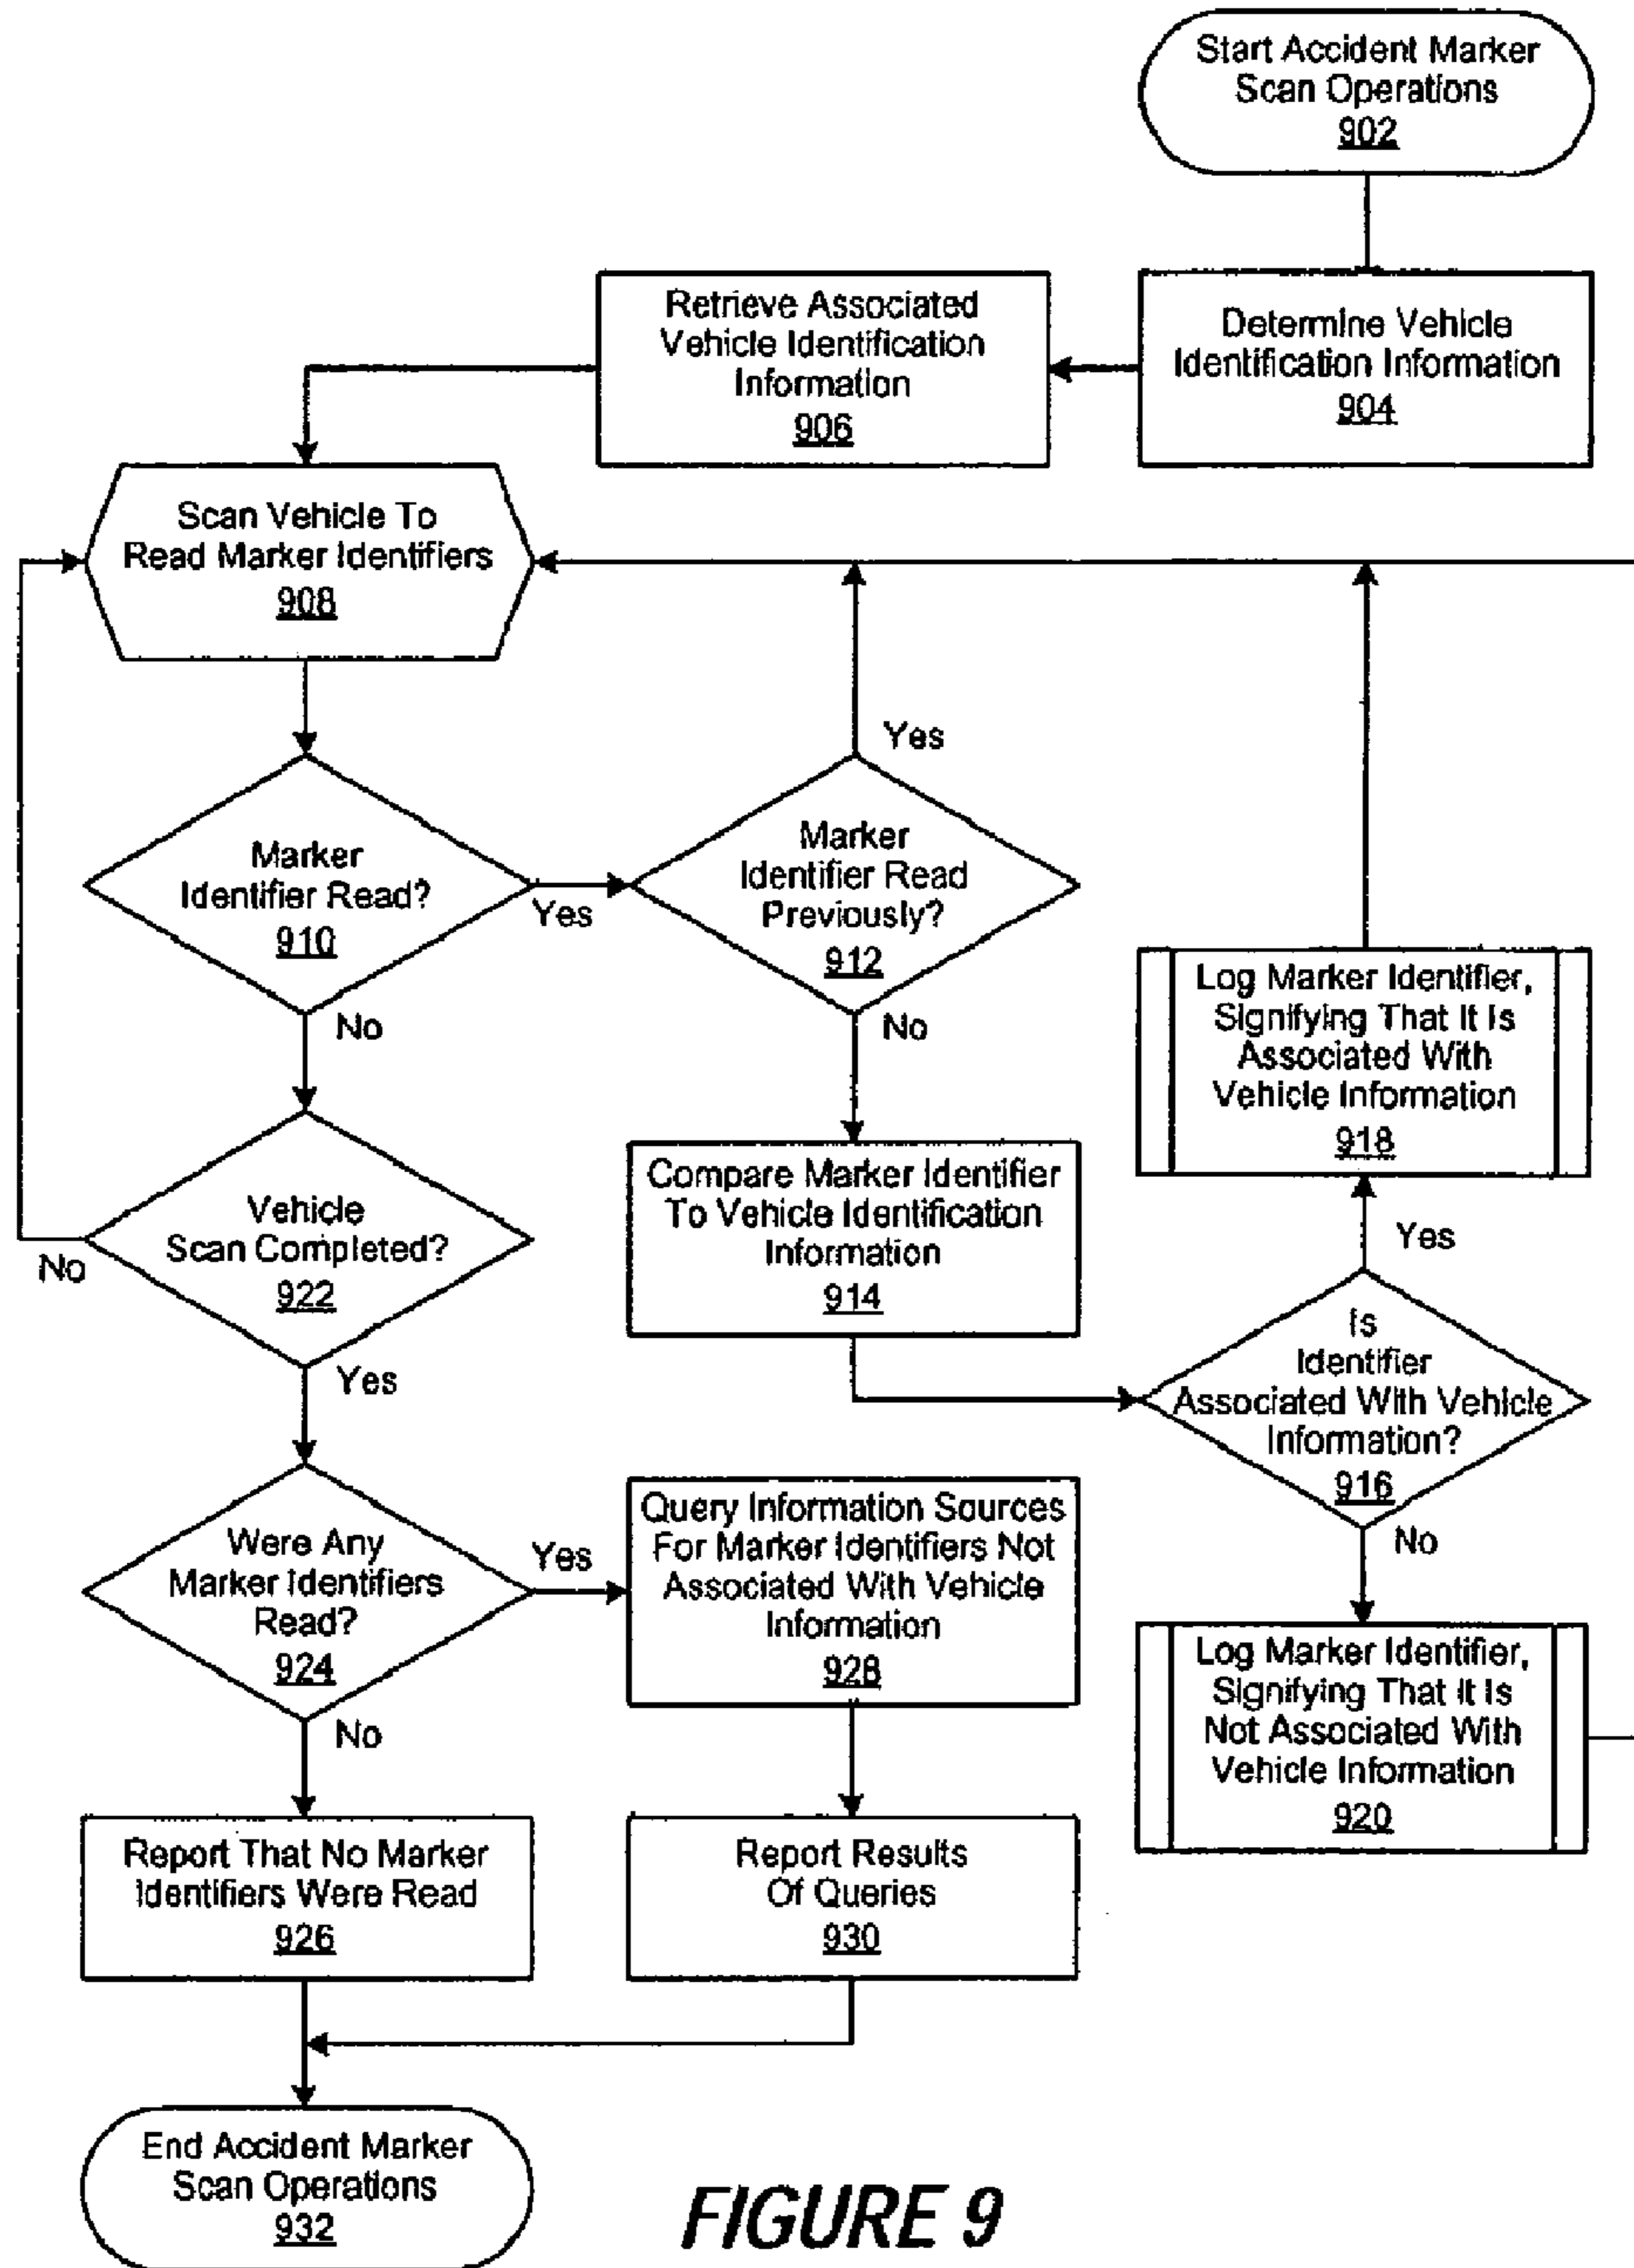 Start Accident Marker
Scan Operations
902
Retrieve Associated
Vehicle Identification
Information
906
Determine Vehicle
Identification Information
904
Scan Vehicle To
Read Marker Identifiers
908
Marker
Identifier Read?
910
Yes
No
Marker
Identifier Read
Previously?
912
Yes
No
Log Marker Identifier,
Signifying That It Is
Associated With
Vehicle Information
918
Vehicle
Scan Completed?
922
No
Yes
Compare Marker Identifier
To Vehicle Identification
Information
914
Yes
Is
Identifier
Associated With Vehicle
Information?
916
No
Were Any
Marker Identifiers
Read?
924
Yes
No
Query Information Sources
For Marker Identifiers Not
Associated With Vehicle
Information
928
Log Marker Identifier,
Signifying That It Is
Not Associated With
Vehicle Information
920
Report That No Marker
Identifiers Were Read
926
Report Results
Of Queries
930
End Accident Marker
Scan Operations
932
FIGURE 9